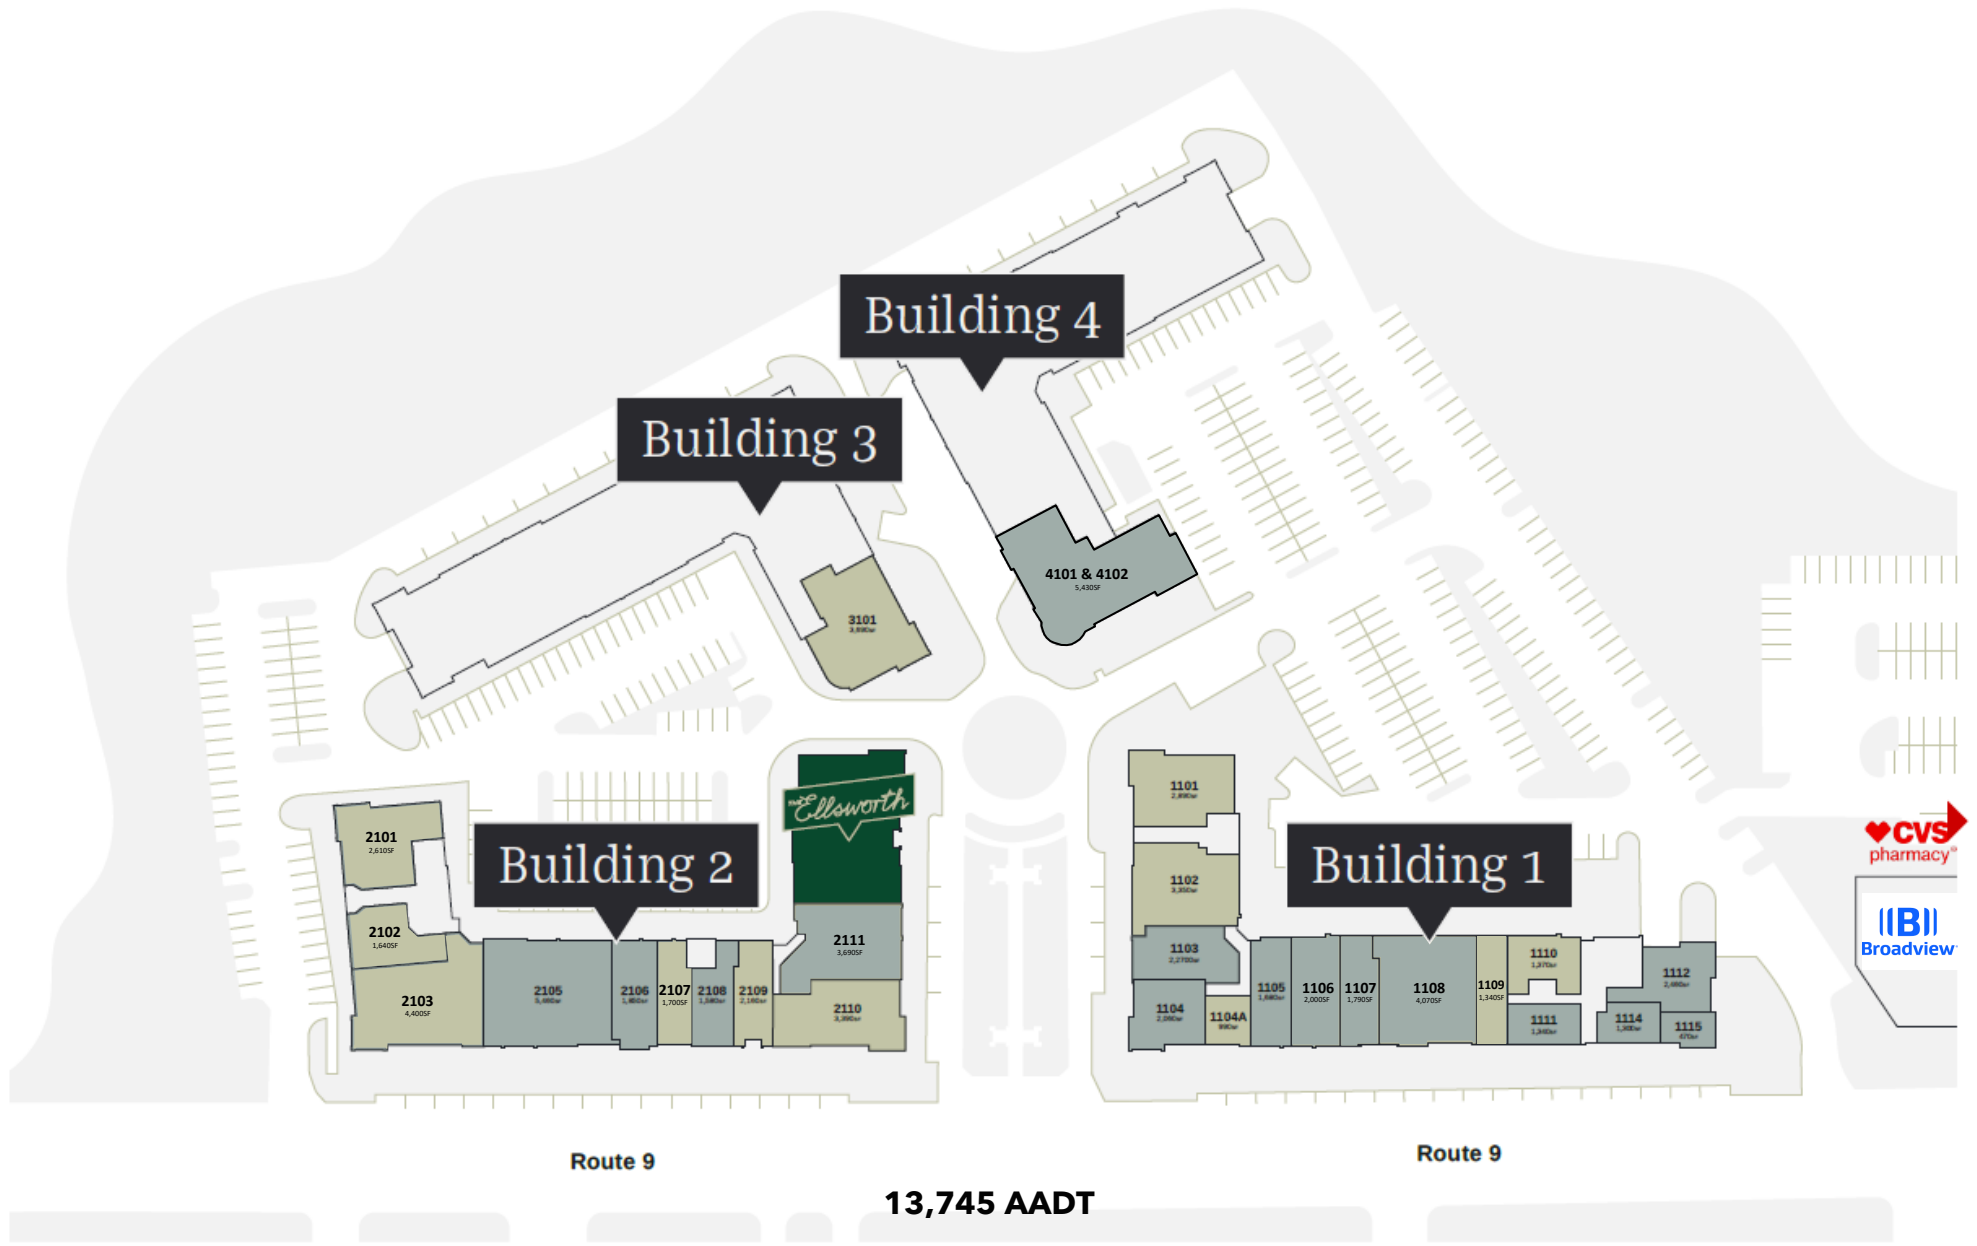 Building 4
Building 3
4101 & 4102
5,430SF
3101
Ellsworth
Building 2
Building 1
2101
2,610SF
2102
1,640SF
2103
4,400SF
2105
2106
2107
1,700SF
2108
2109
2110
2111
3,690SF
1101
1102
1103
1104
1104A
1105
1106
2,000SF
1107
1,790SF
1108
4,070SF
1109
1,340SF
1110
1111
1112
1114
1115
CVS
pharmacy
Broadview
Route 9
Route 9
13,745 AADT